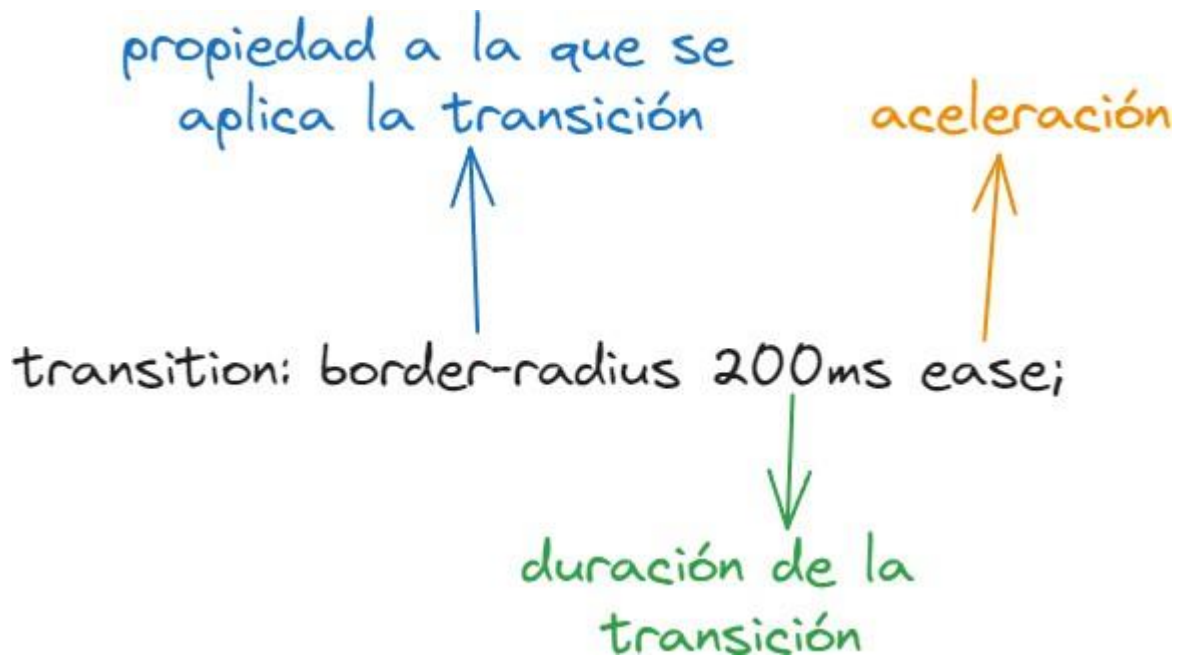 propiedad a la que se
aplica la transición
aceleración
transition: border-radius 200ms ease;
duración de la
transición